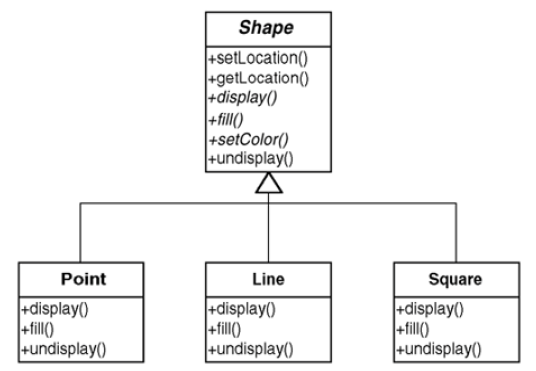 Shape
+setLocation()
+getLocation()
+display()
+fill()
+setColor()
+undisplay()
Point
+display()
+fill()
+undisplay()
Line
+display()
+fill()
+undisplay()
Square
+display()
+fill()
+undisplay()